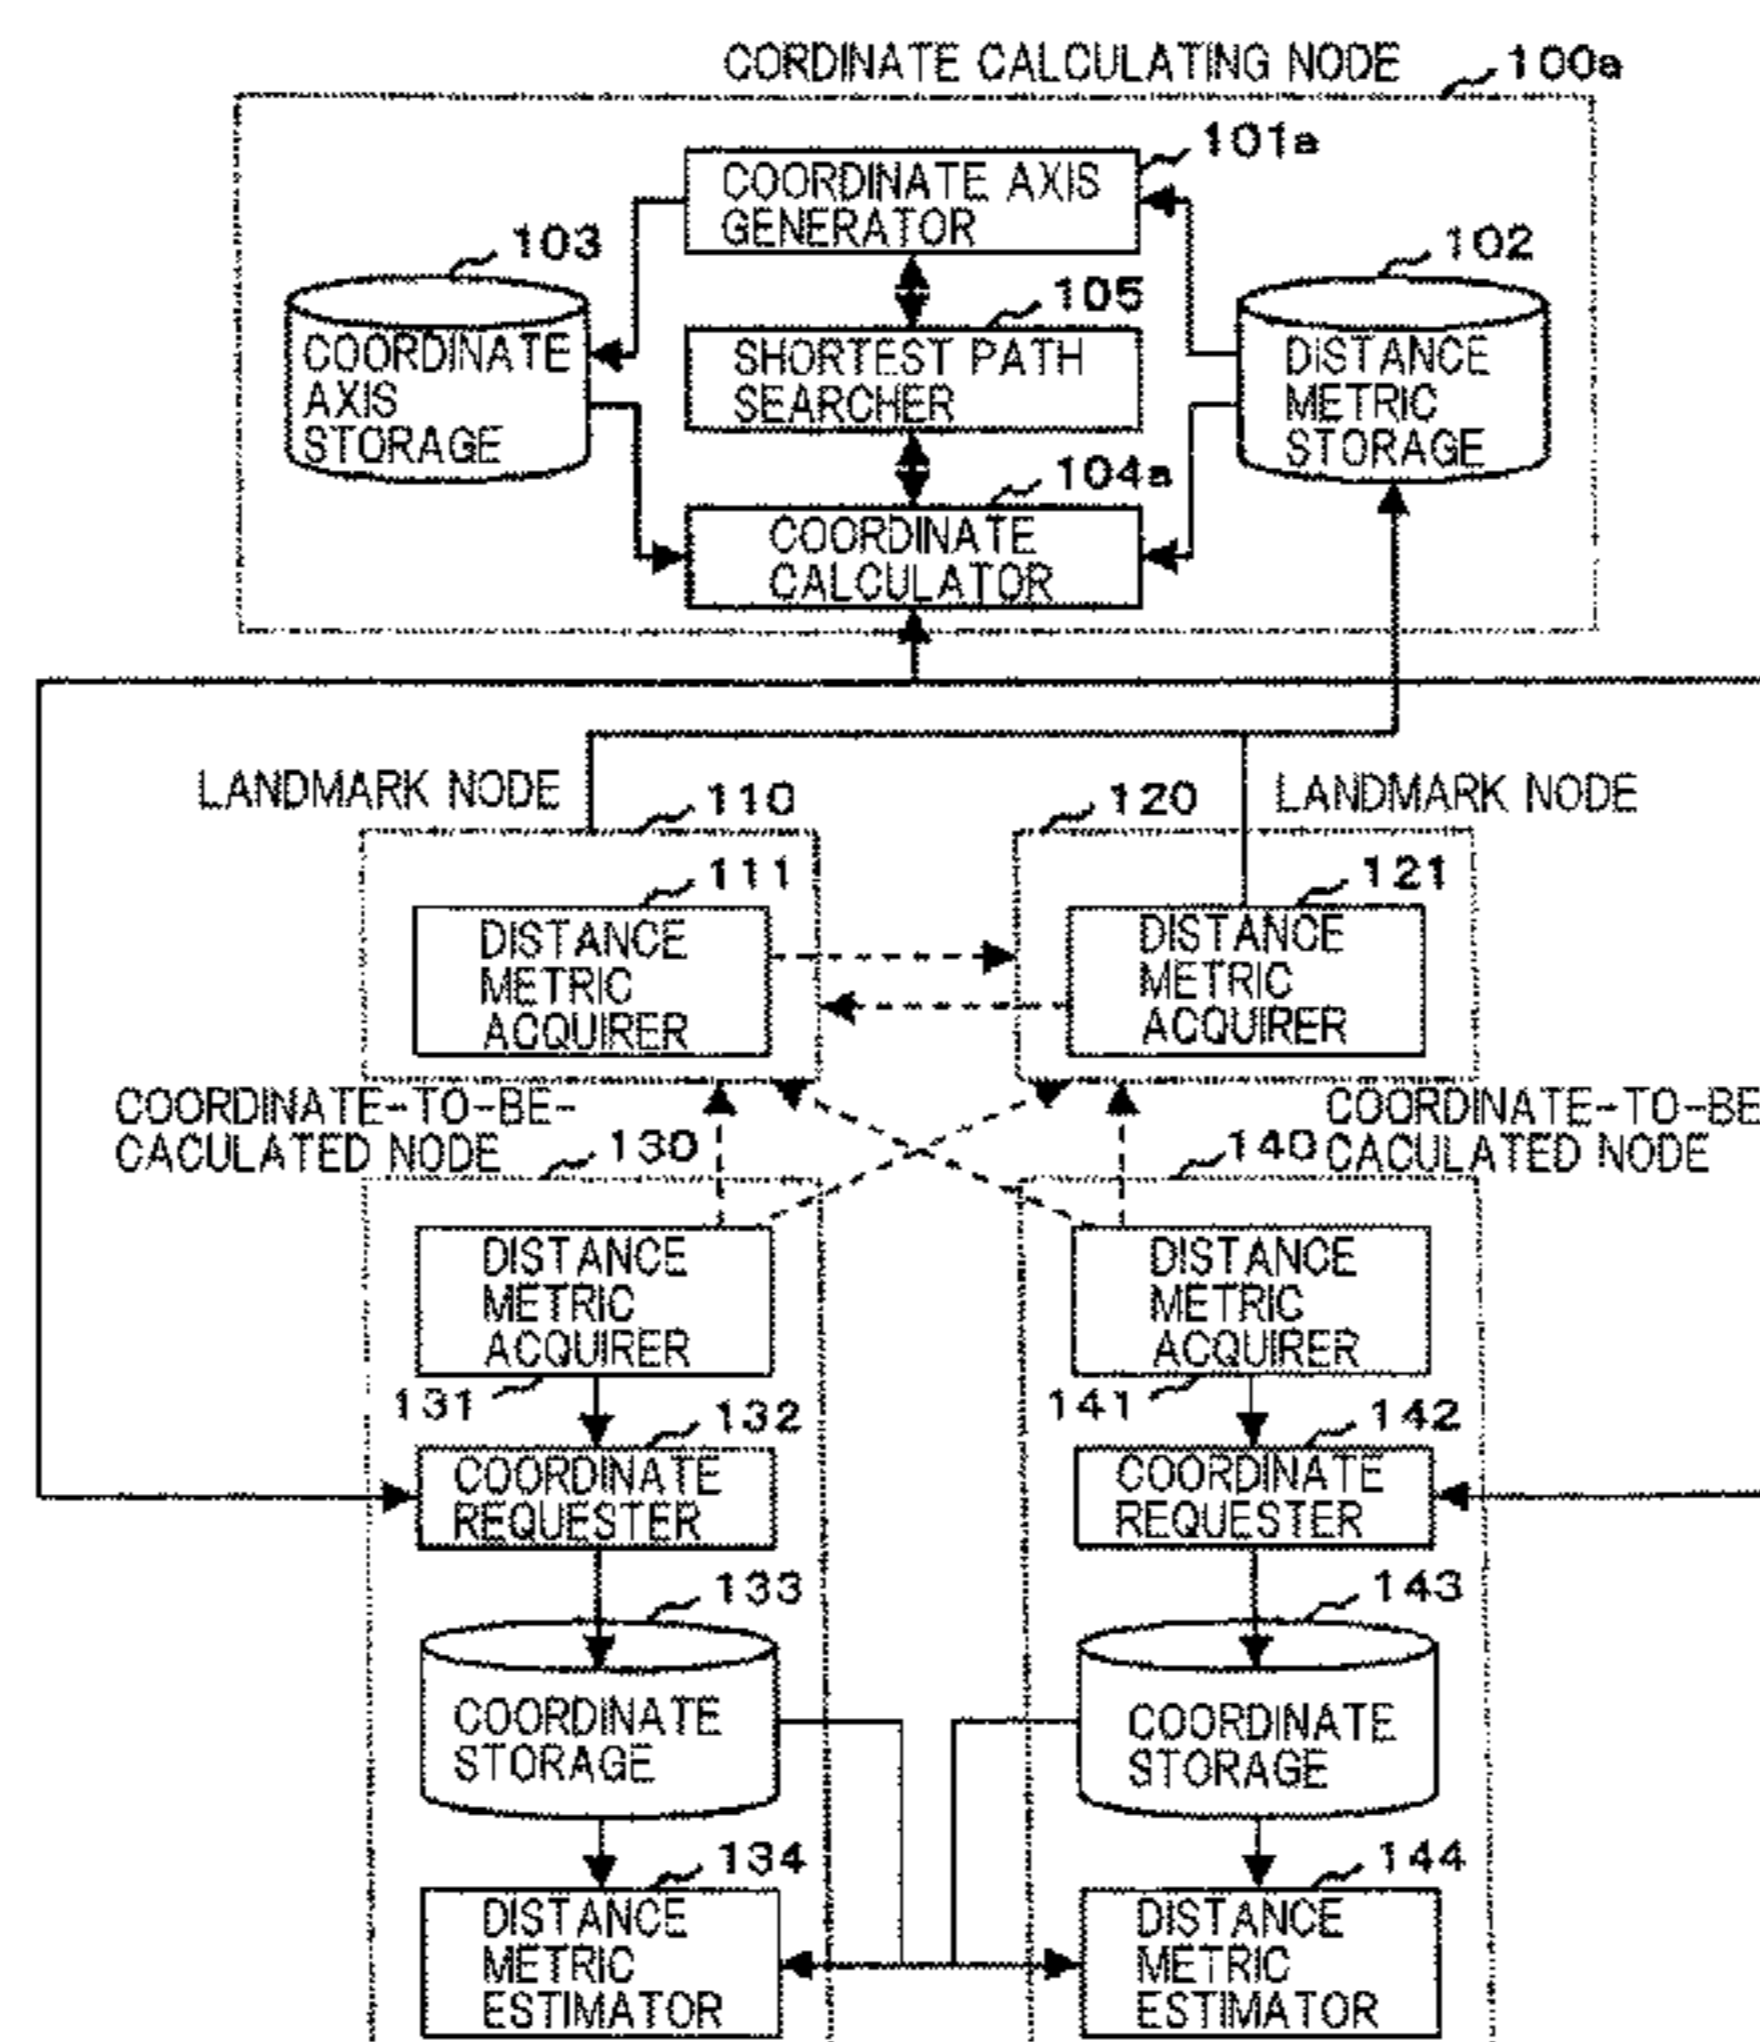 CORDINATE CALCULATING NODE
100a
101a
COORDINATE AXIS
GENERATOR
103
102
105
COORDINATE
AXIS
STORAGE
SHORTEST PATH
SEARCHER
DISTANCE
METRIC
STORAGE
104a
COORDINATE
CALCULATOR
LANDMARK NODE
110
120
LANDMARK NODE
111
121
DISTANCE
METRIC
ACQUIRER
DISTANCE
METRIC
ACQUIRER
COORDINATE-TO-BE-
CACULATED NODE
130
COORDINATE-TO-BE
CACULATED NODE
140
DISTANCE
METRIC
ACQUIRER
DISTANCE
METRIC
ACQUIRER
131
141
132
142
COORDINATE
REQUESTER
COORDINATE
REQUESTER
133
143
COORDINATE
STORAGE
COORDINATE
STORAGE
134
144
DISTANCE
METRIC
ESTIMATOR
DISTANCE
METRIC
ESTIMATOR